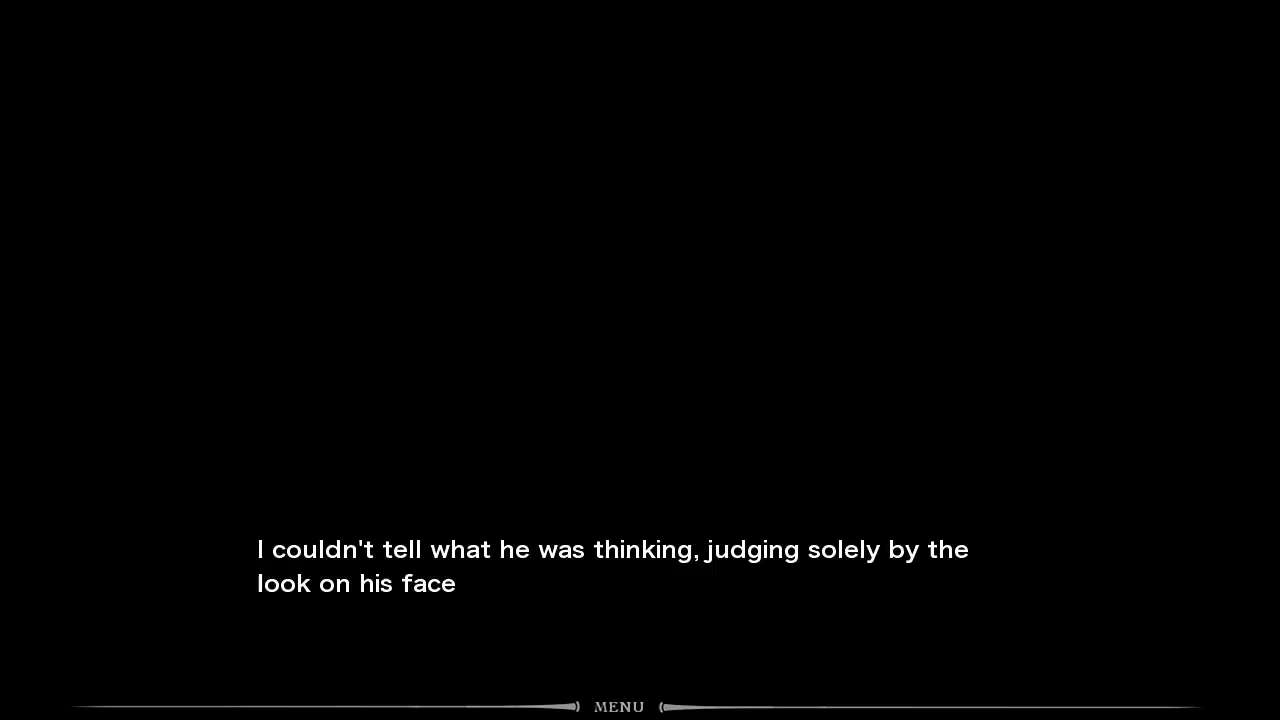 I couldn't tell what he was thinking, judging solely by the
look on his face
MENU